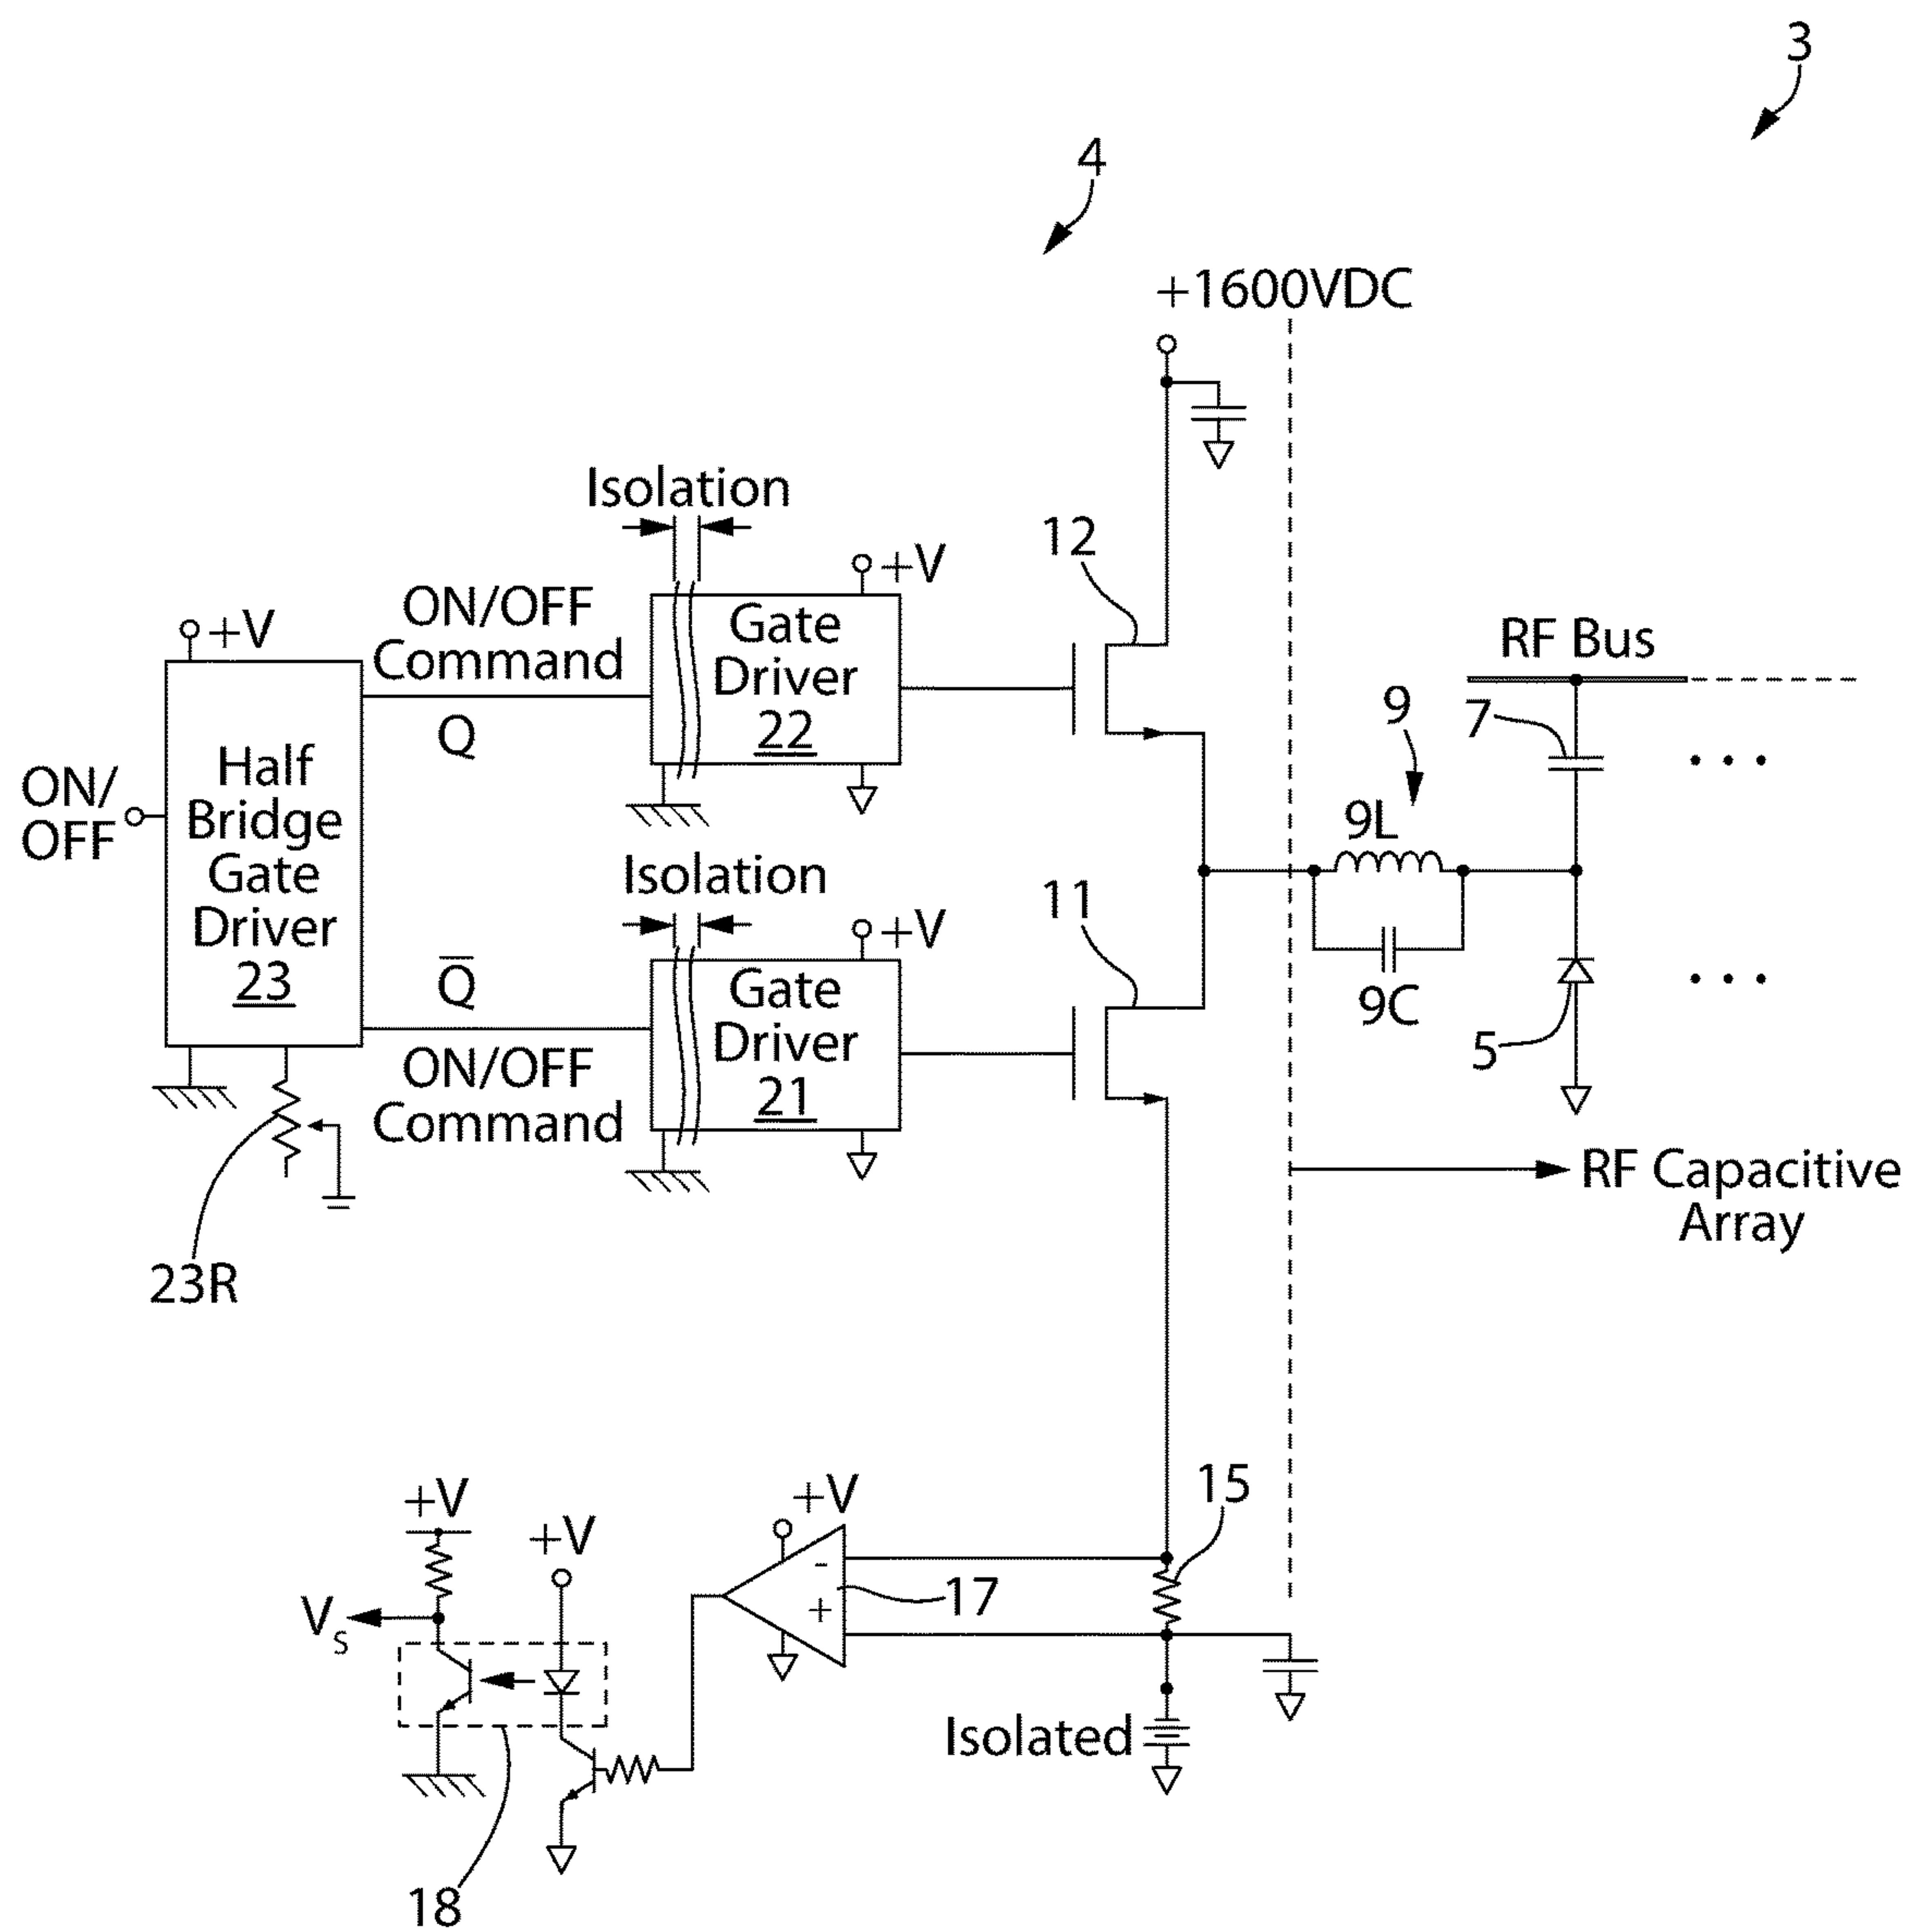 3
4
+1600VDC
Isolation
12
+V
ON/OFF
Command
Gate
Driver
22
+V
RF Bus
Q
9
7
Half
Bridge
Gate
Driver
23
ON/
OFF
9L
Isolation
11
+V
Q̅
Gate
Driver
21
9C
5
ON/OFF
Command
RF Capacitive
Array
23R
15
+V
+V
+V
-
+
17
VS
Isolated
18